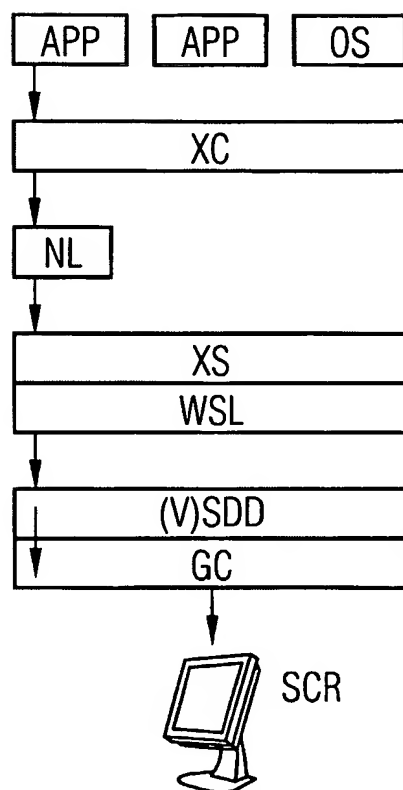 APP APP OS
XC
NL
XS
WSL
(V)SDD
GC
SCR